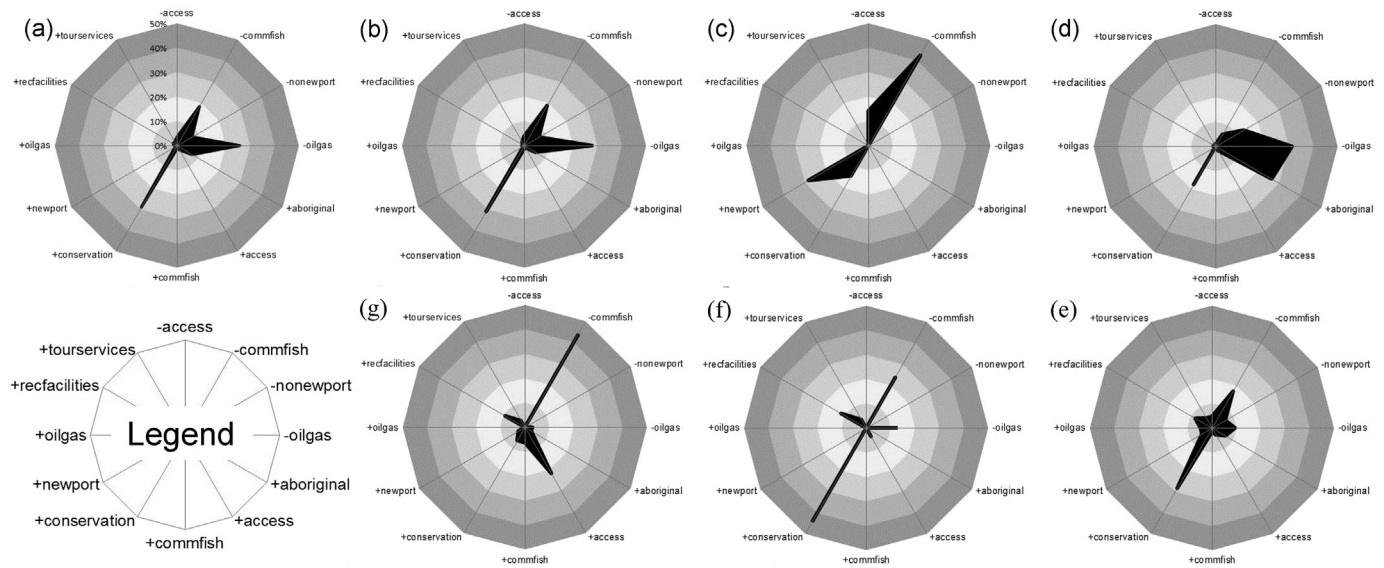 (a)
-access
50%
40%
30%
20%
10%
0%
+tourservices
-commfish
+recfacilities
-nonewport
+oilgas
-oilgas
+newport
+aboriginal
+conservation
+access
+commfish
(b)
-access
+tourservices
-commfish
+recfacilities
-nonewport
+oilgas
-oilgas
+newport
+aboriginal
+conservation
+access
+commfish
(c)
-access
+tourservices
-commfish
+recfacilities
-nonewport
+oilgas
-oilgas
+newport
+aboriginal
+conservation
+access
+commfish
(d)
-access
+tourservices
-commfish
+recfacilities
-nonewport
+oilgas
-oilgas
+newport
+aboriginal
+conservation
+access
+commfish
-access
+tourservices
-commfish
+recfacilities
-nonewport
+oilgas
Legend
-oilgas
+newport
+aboriginal
+conservation
+access
+commfish
(g)
-access
+tourservices
-commfish
+recfacilities
-nonewport
+oilgas
-oilgas
+newport
+aboriginal
+conservation
+access
+commfish
(f)
-access
+tourservices
-commfish
+recfacilities
-nonewport
+oilgas
-oilgas
+newport
+aboriginal
+conservation
+access
+commfish
(e)
-access
+tourservices
-commfish
+recfacilities
-nonewport
+oilgas
-oilgas
+newport
+aboriginal
+conservation
+access
+commfish